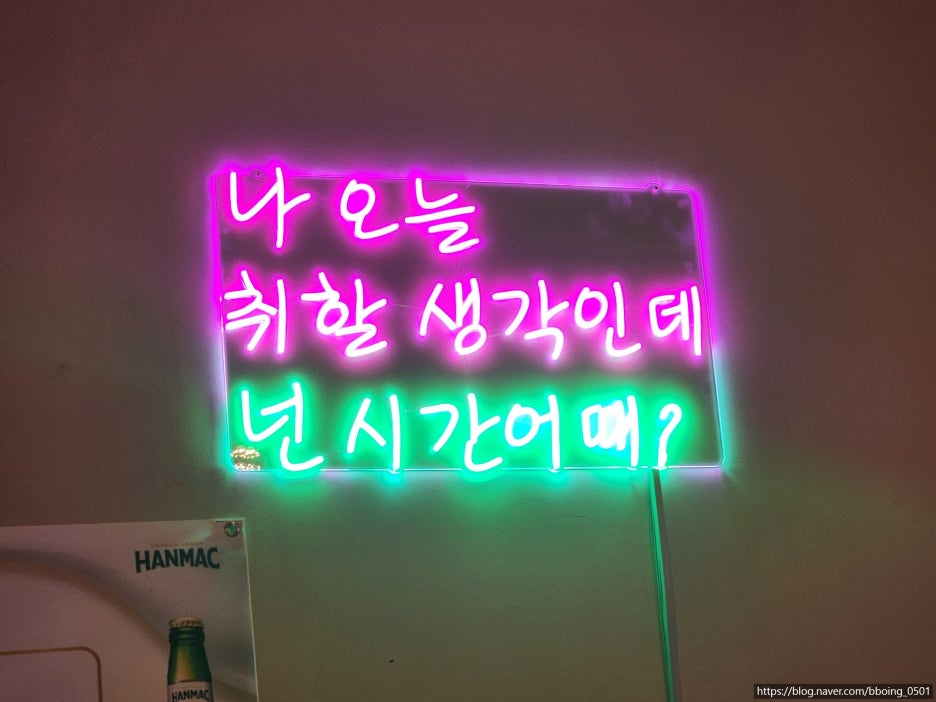 나 오늘
취할 생각인데
넌 시간어때?
HANMAC
HANMAC
https://blog.naver.com/bboing_0501